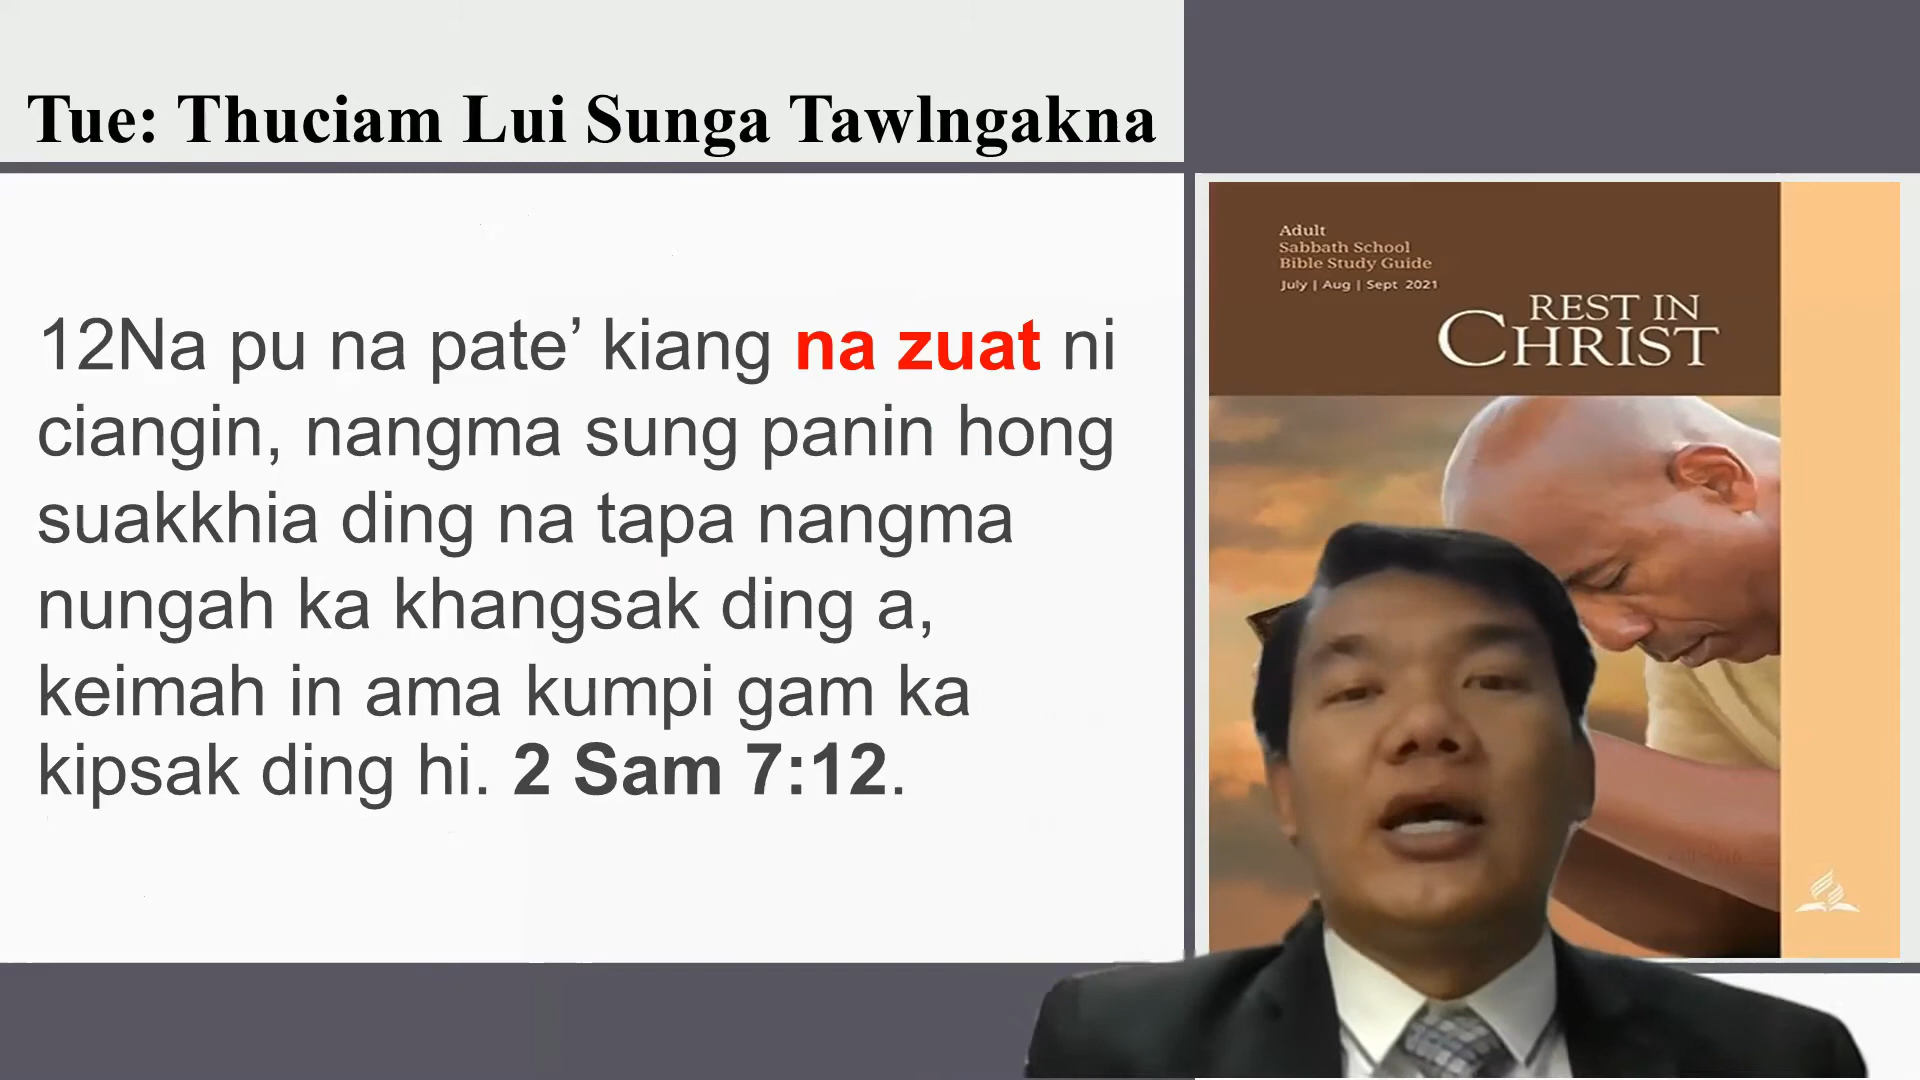 Tue: Thuciam Lui Sunga Tawlngakna
12Na pu na pate’ kiang na zuat ni
ciangin, nangma sung panin hong
suakkhia ding na tapa nangma
nungah ka khangsak ding a,
keimah in ama kumpi gam ka
kipsak ding hi. 2 Sam 7:12.
Adult
Sabbath School
Bible Study Guide
July | Aug | Sept 2021
REST IN
CHRIST